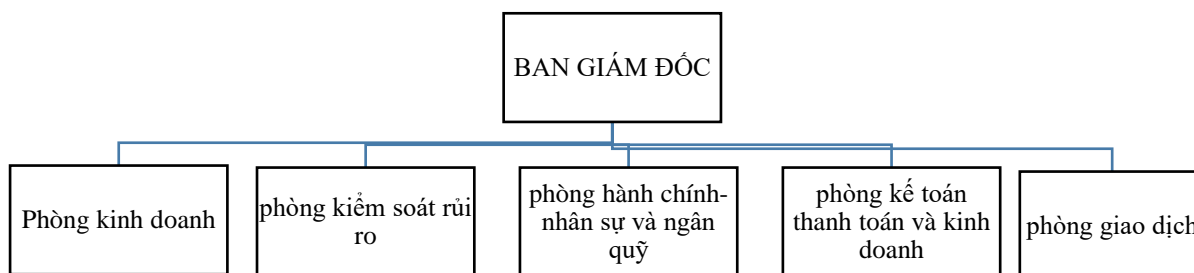 BAN GIÁM ĐỐC
Phòng kinh doanh
phòng kiểm soát rủi
ro
phòng hành chính-
nhân sự và ngân
quỹ
phòng kế toán
thanh toán và kinh
doanh
phòng giao dịch